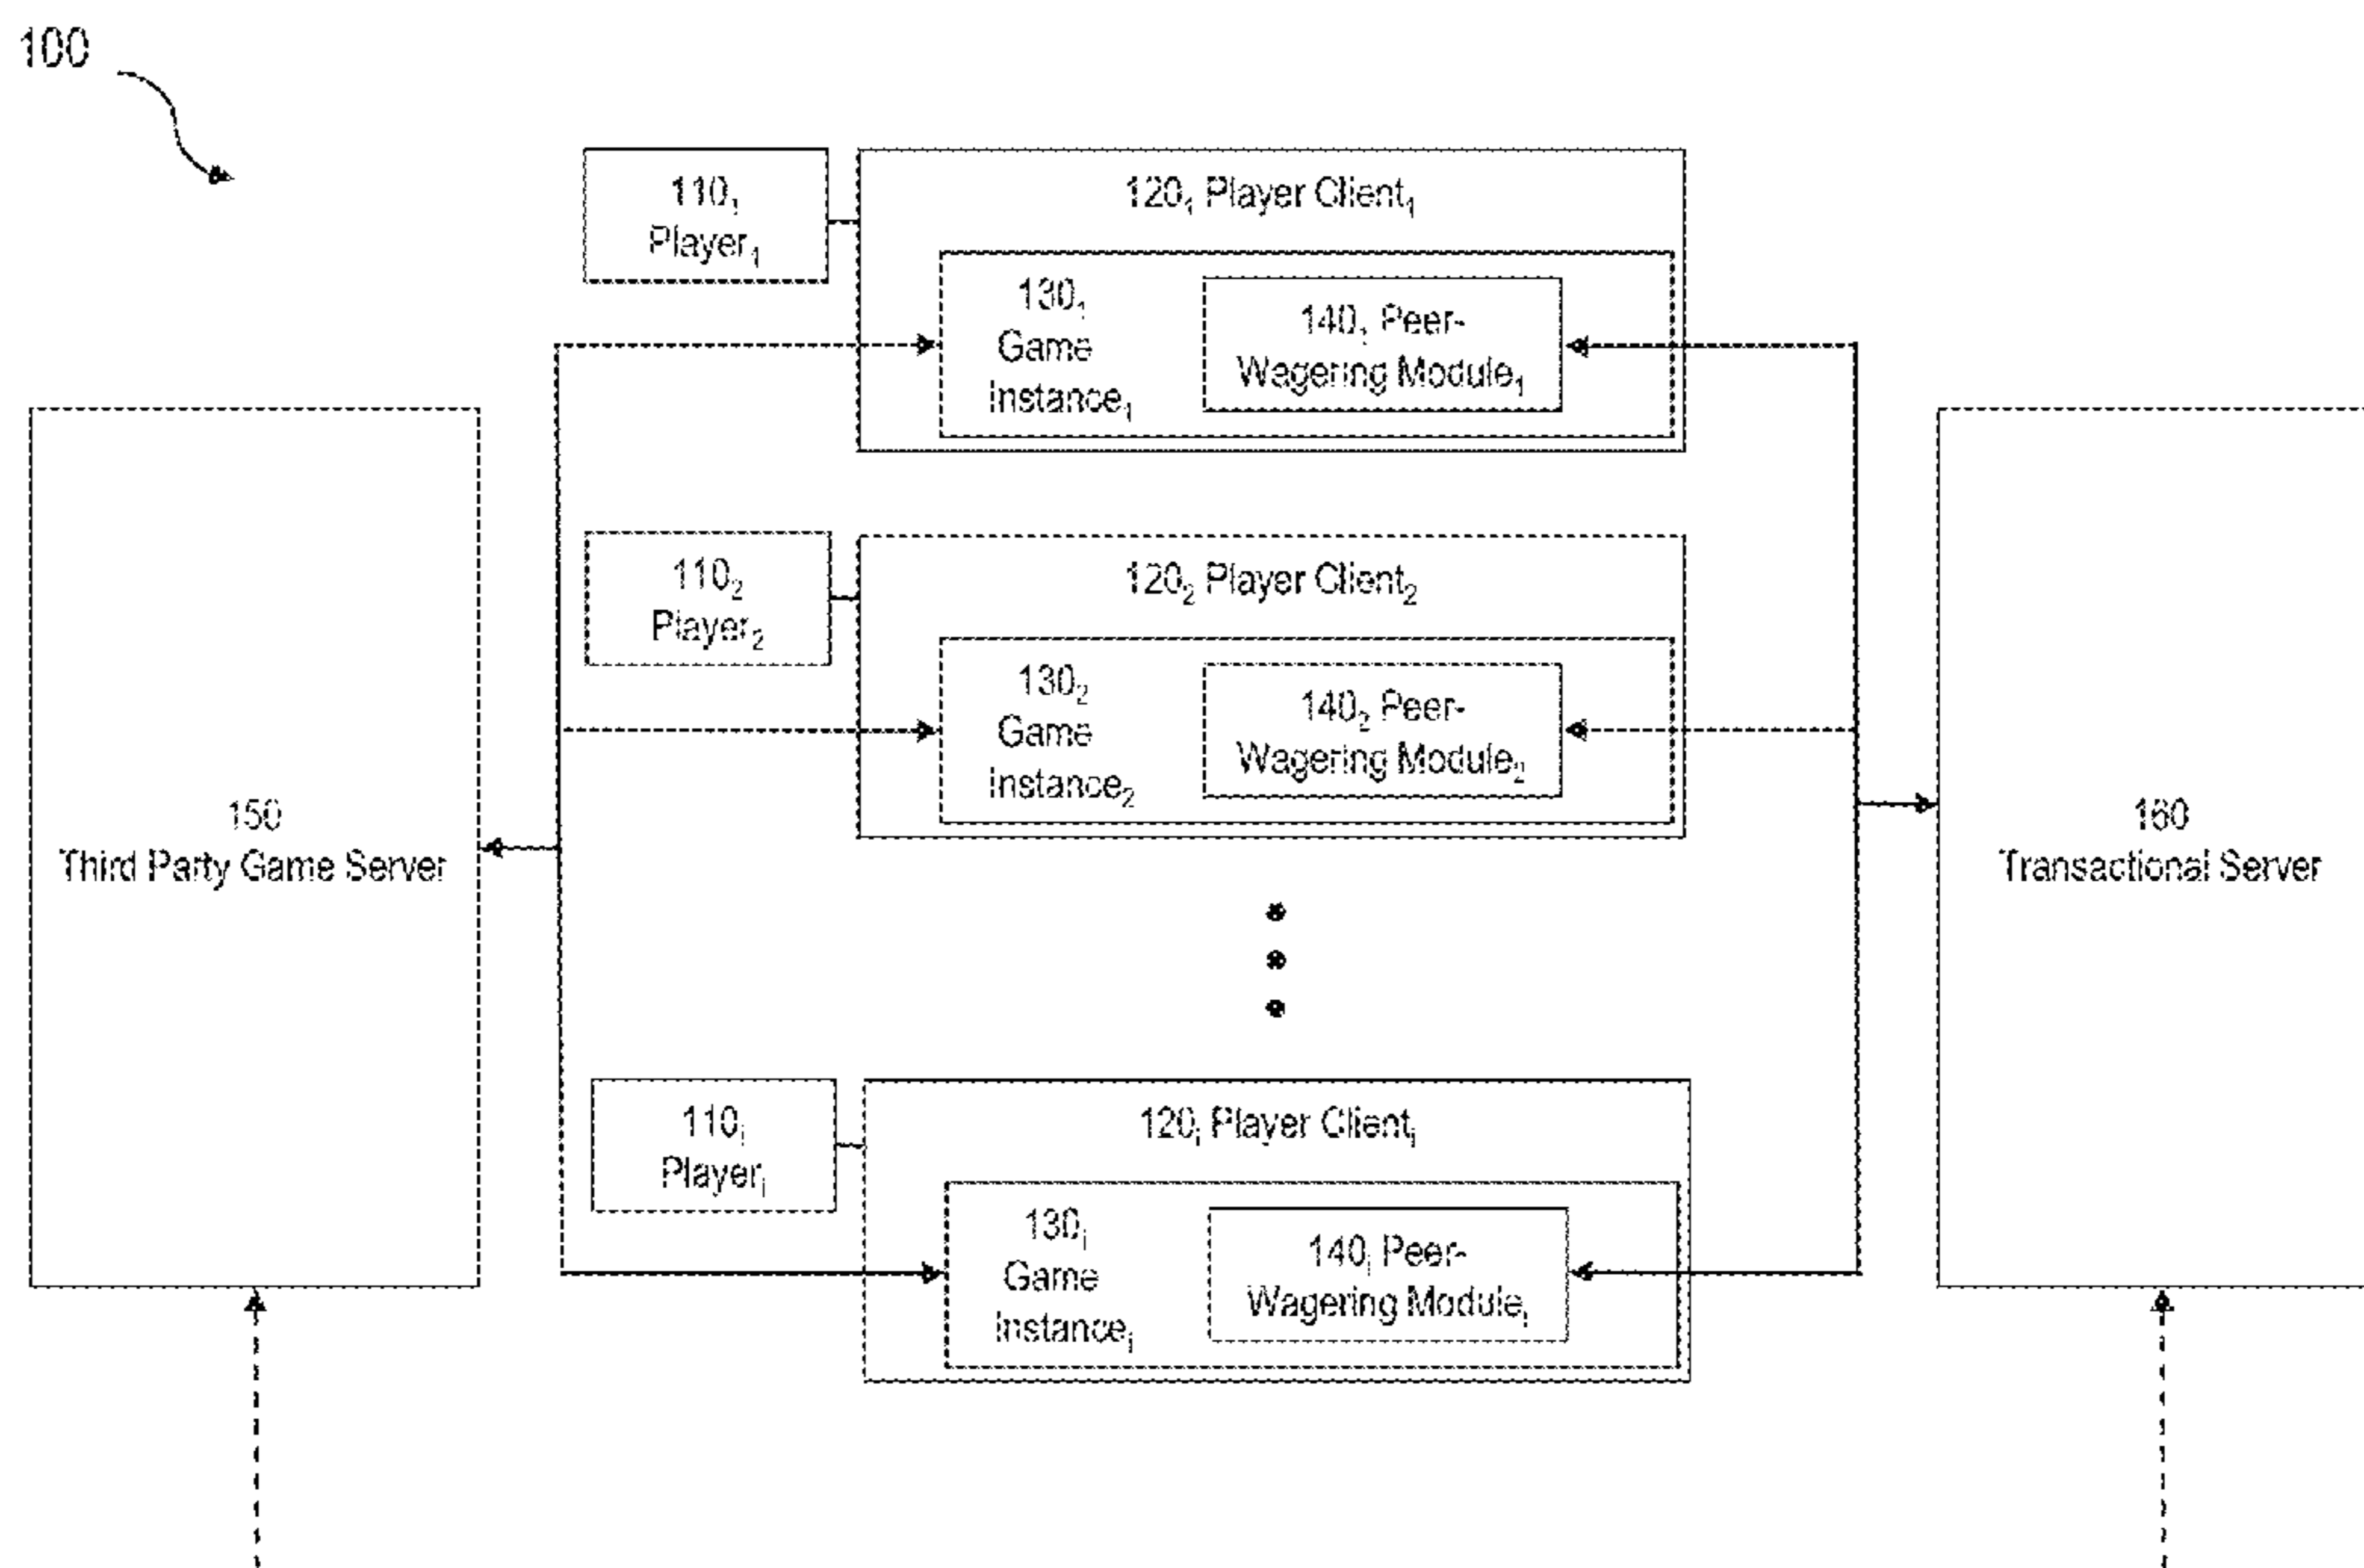 100
110₁
Player₁
120₁ Player Client₁
130₁
Game
Instance₁
140₁ Peer-
Wagering Module₁
110₂
Player₂
120₂ Player Client₂
130₂
Game
Instance₂
140₂ Peer-
Wagering Module₂
150
Third Party Game Server
160
Transactional Server
110ᵢ
Playerᵢ
120ᵢ Player Clientᵢ
130ᵢ
Game
Instanceᵢ
140ᵢ Peer-
Wagering Moduleᵢ